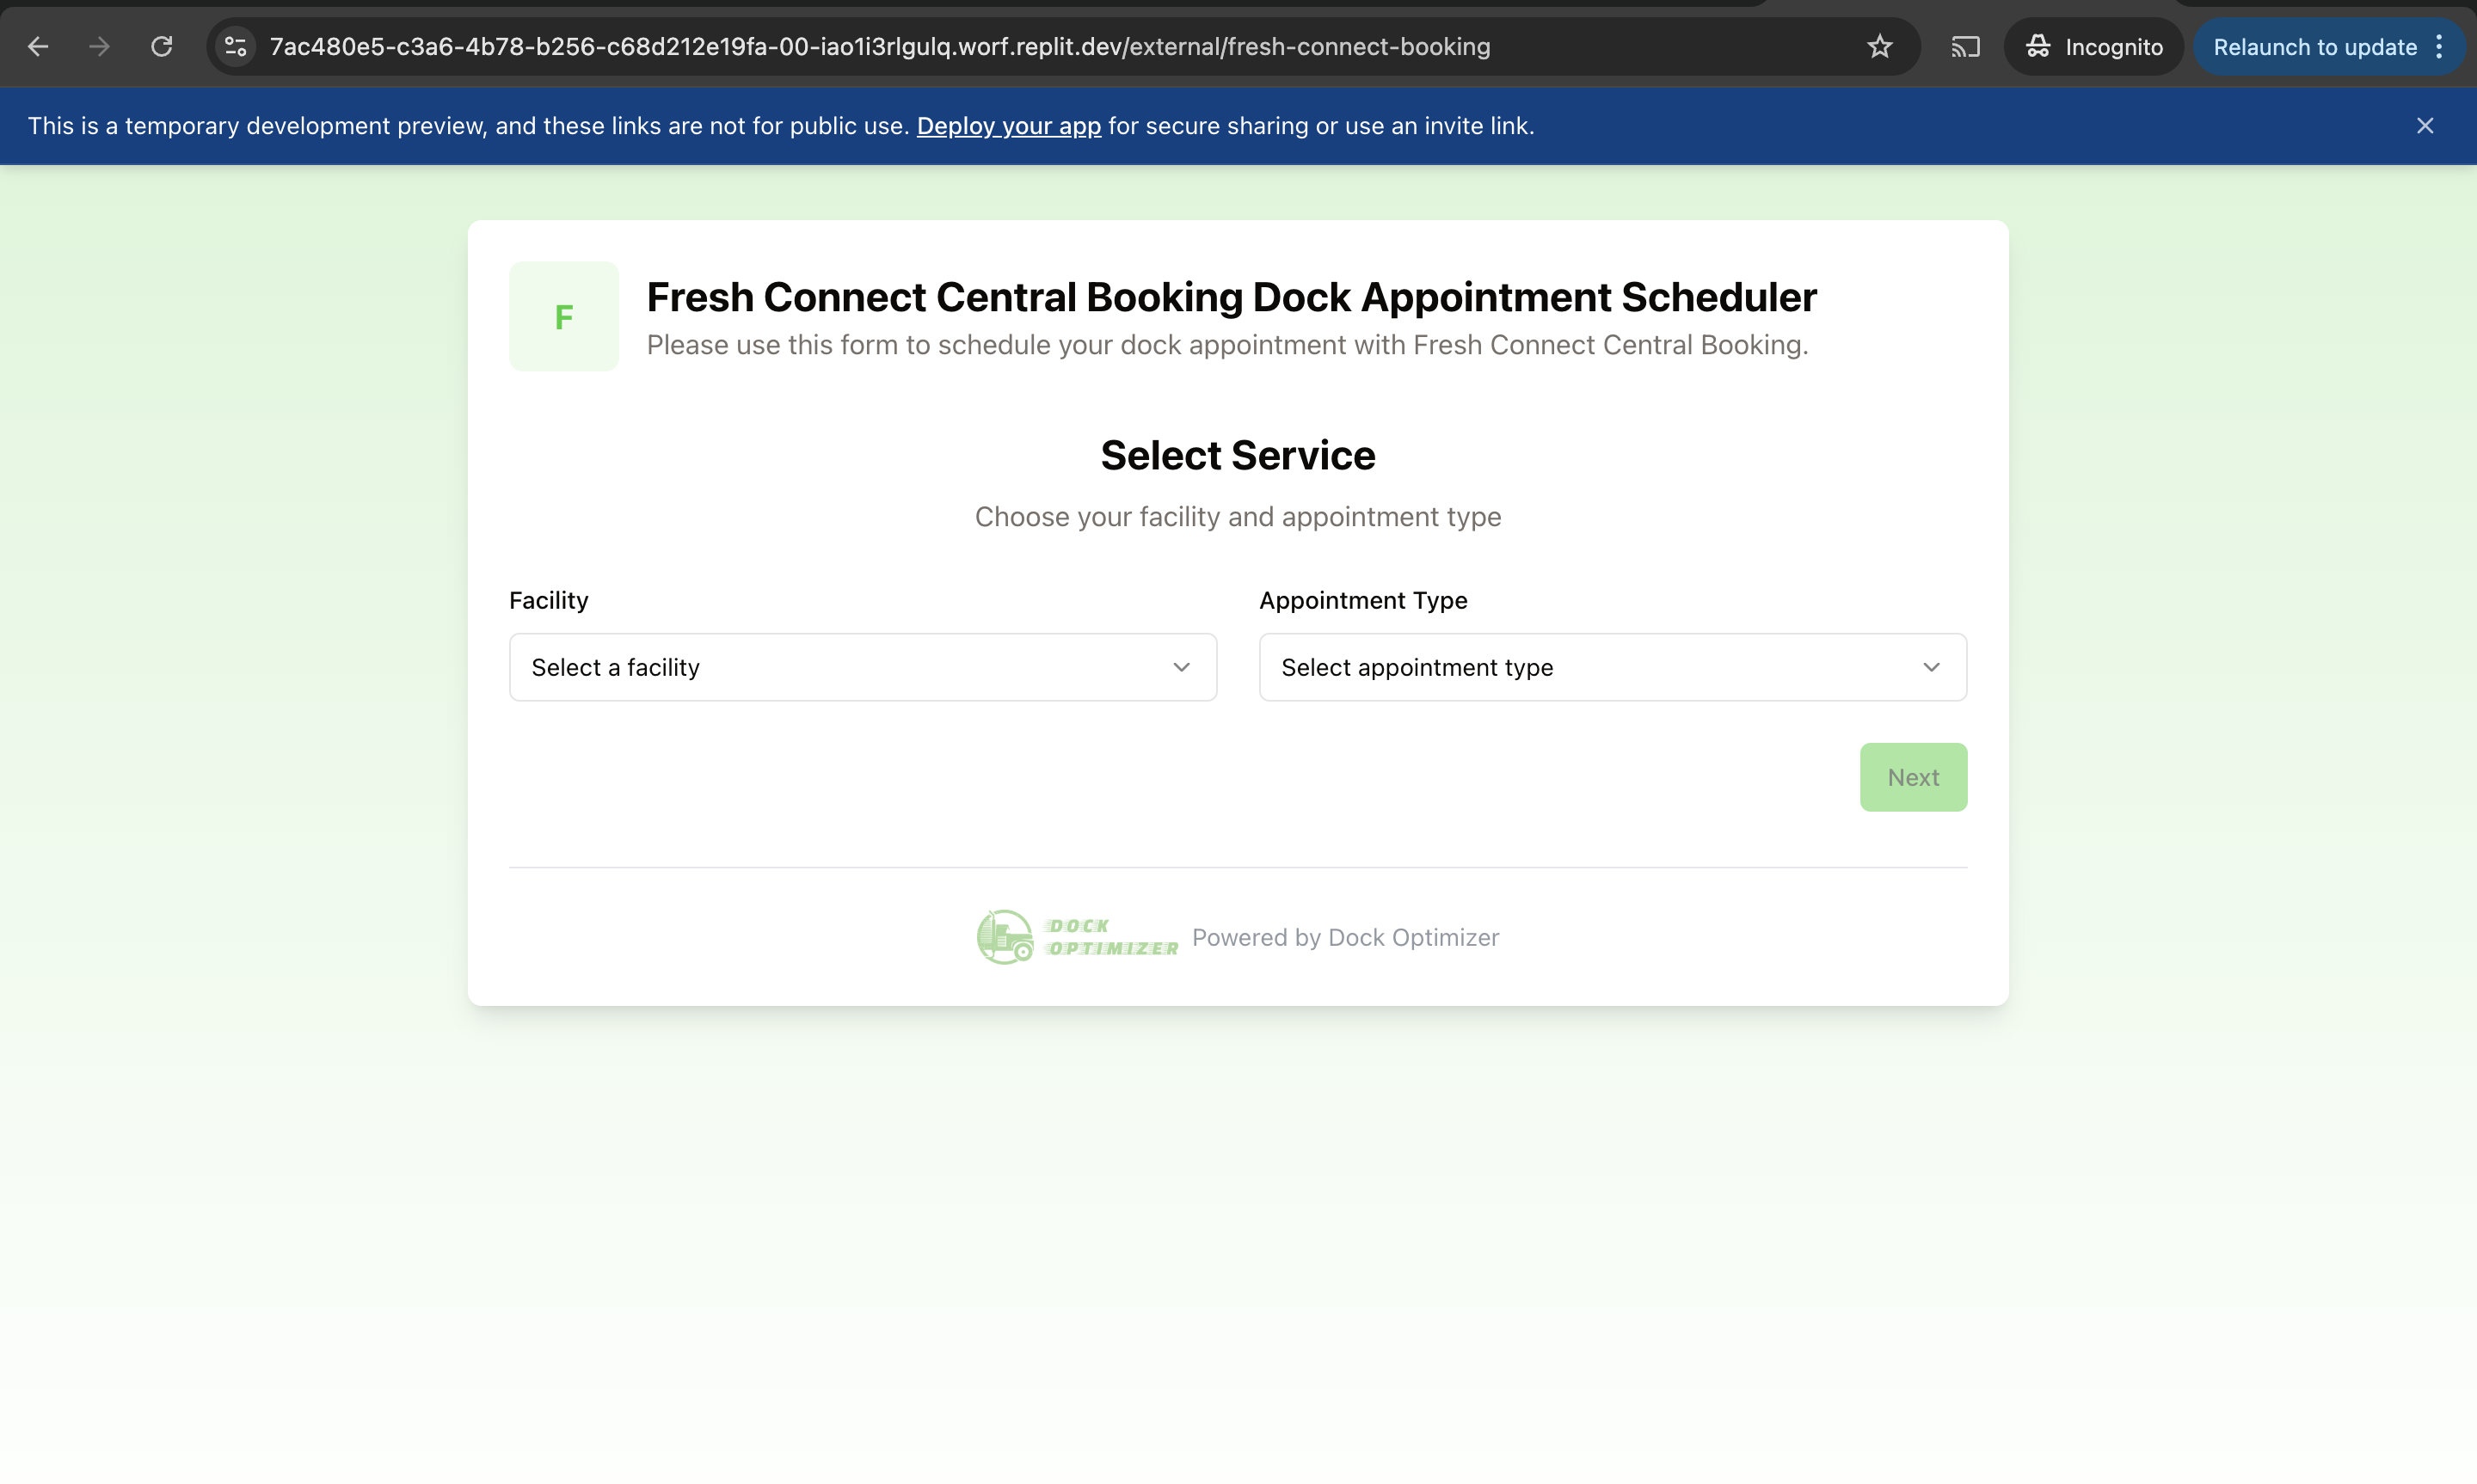 7ac480e5-c3a6-4b78-b256-c68d212e19fa-00-iao1i3rlgulq.worf.replit.dev/external/fresh-connect-booking
Incognito
Relaunch to update
This is a temporary development preview, and these links are not for public use. Deploy your app for secure sharing or use an invite link.
F
Fresh Connect Central Booking Dock Appointment Scheduler
Please use this form to schedule your dock appointment with Fresh Connect Central Booking.
Select Service
Choose your facility and appointment type
Facility
Appointment Type
Select a facility
Select appointment type
Next
DOCK
OPTIMIZER
Powered by Dock Optimizer